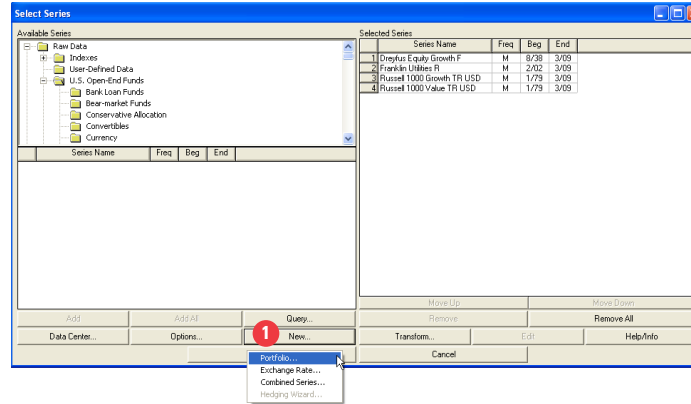 Select Series
Available Series
Raw Data
Indexes
User-Defined Data
U.S. Open-End Funds
Bank Loan Funds
Bear-market Funds
Conservative Allocation
Convertibles
Currency
Series Name Freq Beg End
Selected Series
Series Name Freq Beg End
1 Dreyfus Equity Growth F M 8/38 3/09
2 Franklin Utilities R M 2/02 3/09
3 Russell 1000 Growth TR USD M 1/79 3/09
4 Russell 1000 Value TR USD M 1/79 3/09
Move Up Move Down
Add Add All Query... Remove Remove All
Data Center... Options... 1 New... Transform... Edit Help/Info
Cancel
Portfolio...
Exchange Rate...
Combined Series...
Hedging Wizard...